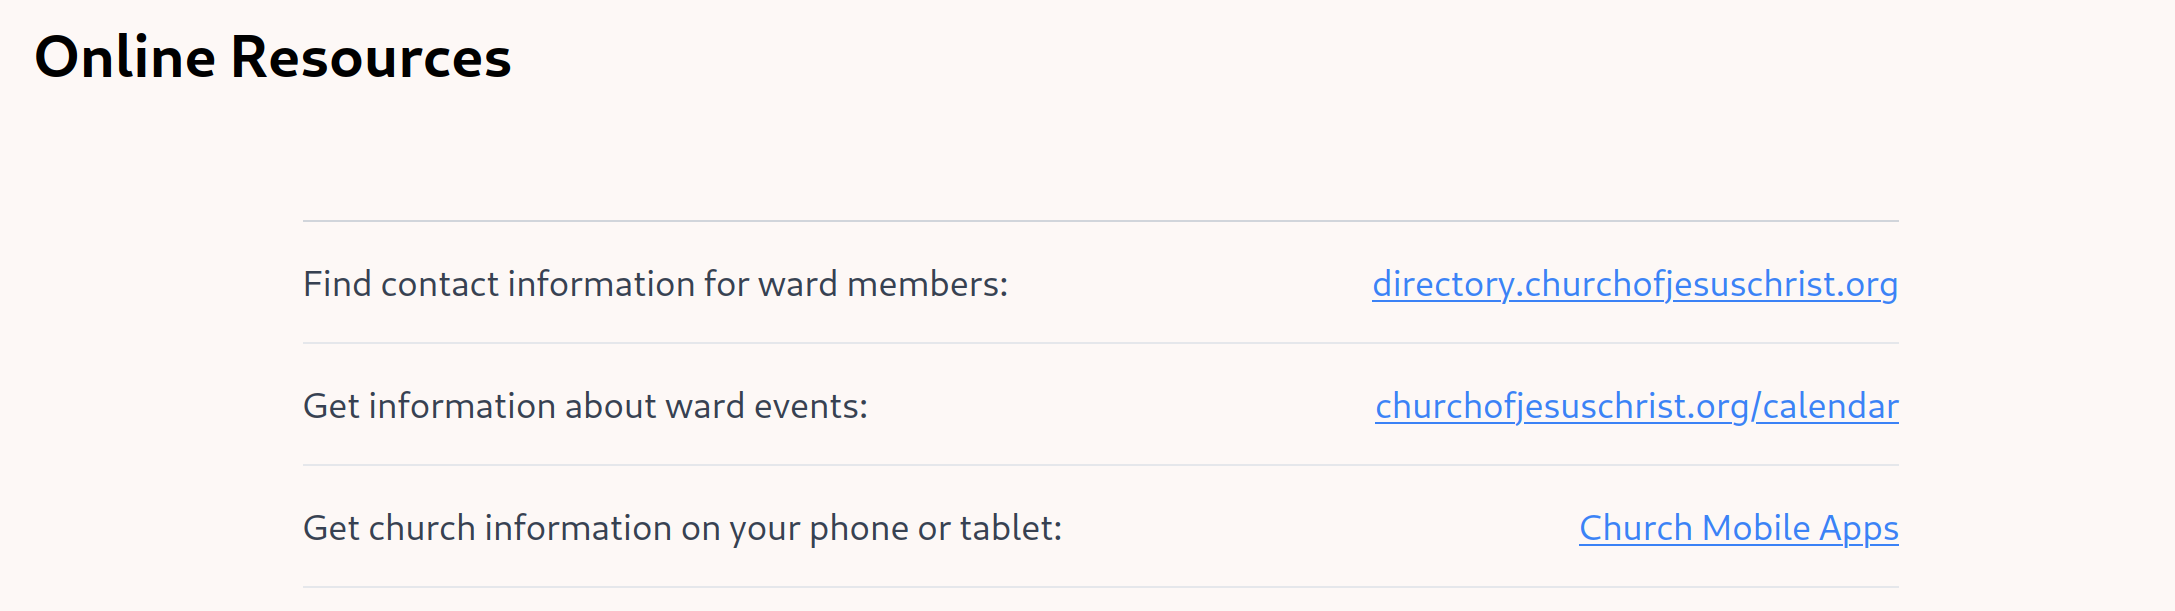 Online Resources
Find contact information for ward members: directory.churchofjesuschrist.org
Get information about ward events: churchofjesuschrist.org/calendar
Get church information on your phone or tablet: Church Mobile Apps